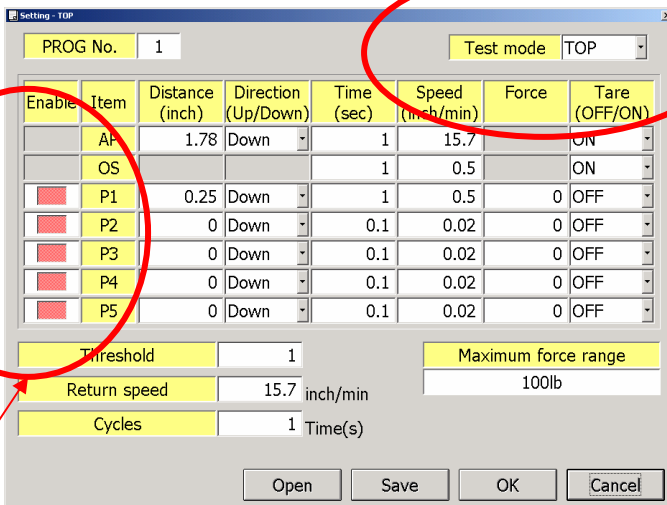 Setting - TOP
PROG No. 1 Test mode TOP
Enable Item Distance (inch) Direction (Up/Down) Time (sec) Speed (inch/min) Force Tare (OFF/ON)
AP 1.78 Down 1 15.7 ON
OS 1 0.5 ON
P1 0.25 Down 1 0.5 0 OFF
P2 0 Down 0.1 0.02 0 OFF
P3 0 Down 0.1 0.02 0 OFF
P4 0 Down 0.1 0.02 0 OFF
P5 0 Down 0.1 0.02 0 OFF
Threshold 1 Maximum force range
Return speed 15.7 inch/min 100lb
Cycles 1 Time(s)
Open Save OK Cancel